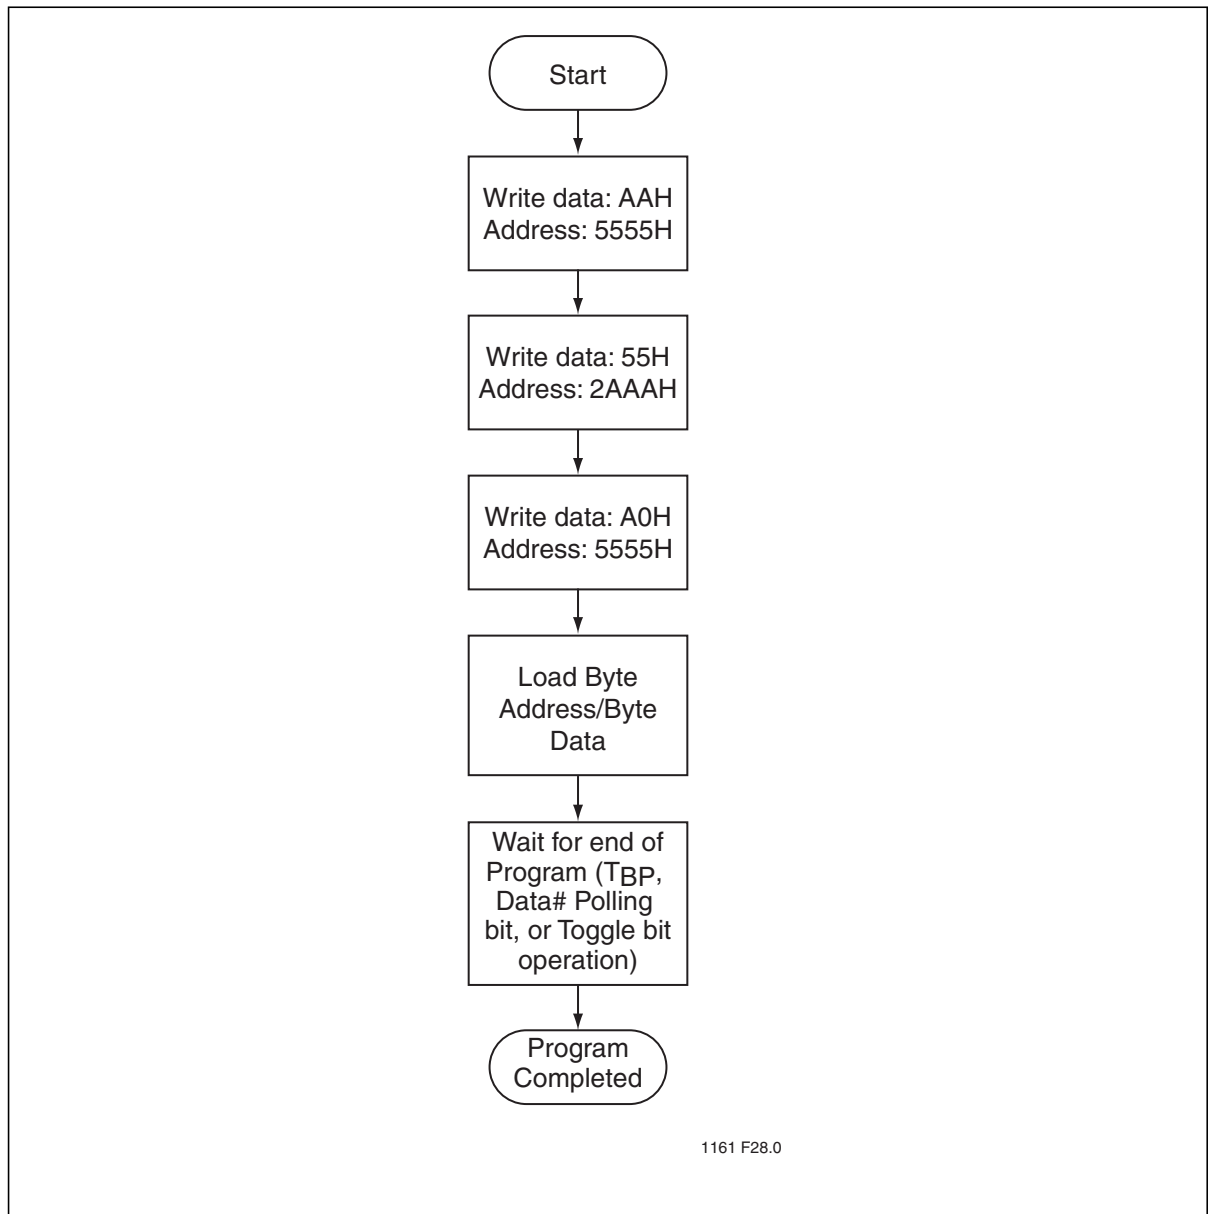 Start
Write data: AAH
Address: 5555H
Write data: 55H
Address: 2AAAH
Write data: A0H
Address: 5555H
Load Byte
Address/Byte
Data
Wait for end of
Program (TBP,
Data# Polling
bit, or Toggle bit
operation)
Program
Completed
1161 F28.0